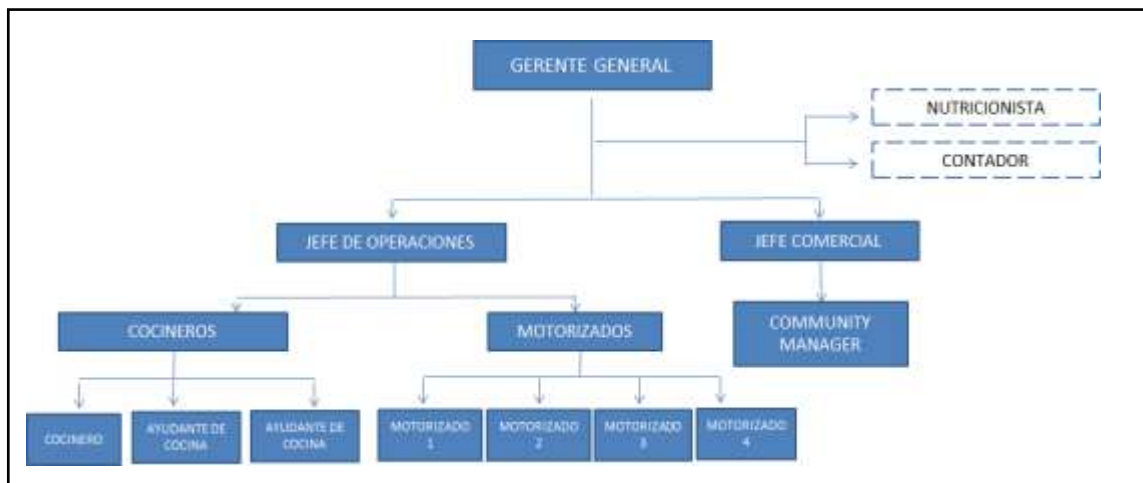 GERENTE GENERAL
NUTRICIONISTA
CONTADOR
JEFE DE OPERACIONES
JEFE COMERCIAL
COCINEROS
MOTORIZADOS
COMMUNITY
MANAGER
COCINERO
AYUDANTE DE
COCINA
AYUDANTE DE
COCINA
MOTORIZADO
1
MOTORIZADO
2
MOTORIZADO
3
MOTORIZADO
4